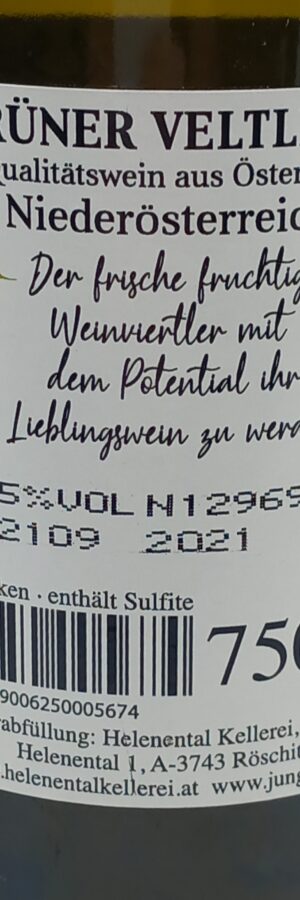 RÜNER VELTL
ualitätswein aus Öster
Niederösterreic
Der frische fruchtig
Weinviertler mit
dem Potential ihr
Lieblingswein zu werd
5%VOL N12969
2109 2021
ken · enthält Sulfite
750
9006250005674
abfüllung: Helenental Kellerei,
Helenental 1, A-3743 Röschit
.helenentalkellerei.at www.jung